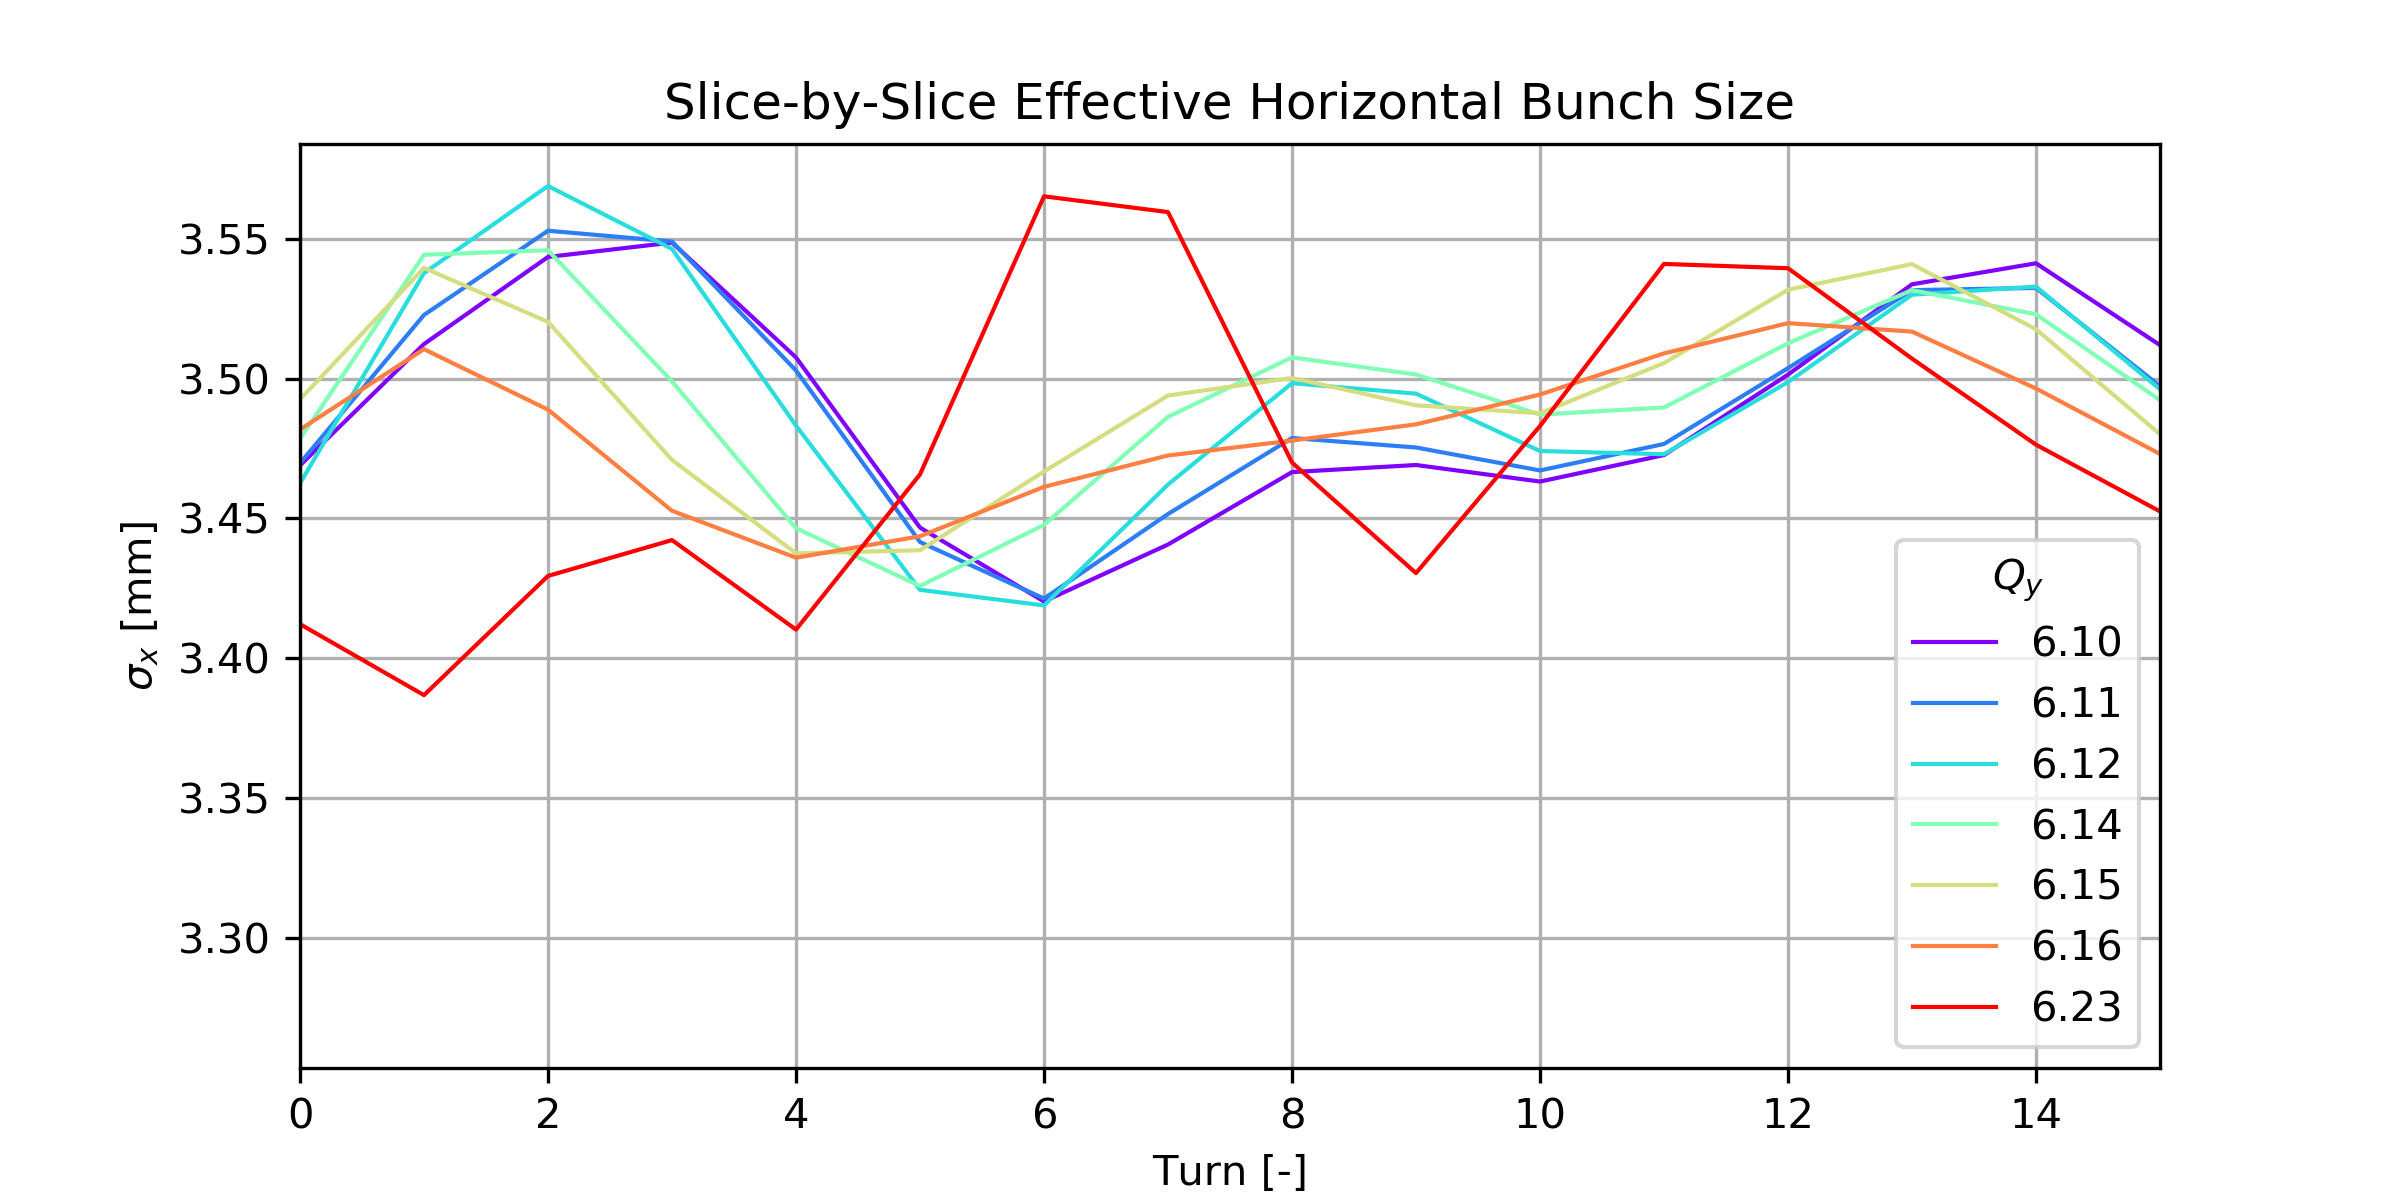 Slice-by-Slice Effective Horizontal Bunch Size
σx [mm]
3.55
3.50
3.45
3.40
3.35
3.30
Qy
6.10
6.11
6.12
6.14
6.15
6.16
6.23
0 2 4 6 8 10 12 14
Turn [-]